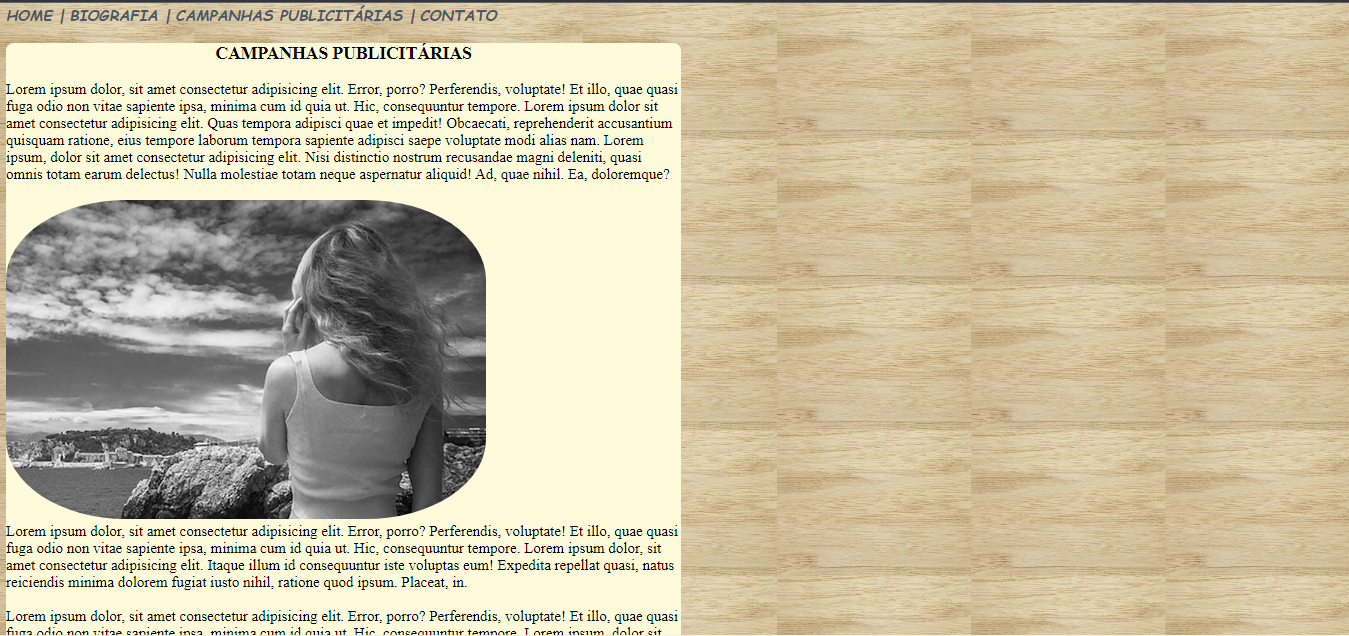 HOME | BIOGRAFIA | CAMPANHAS PUBLICITÁRIAS | CONTATO
CAMPANHAS PUBLICITÁRIAS
Lorem ipsum dolor, sit amet consectetur adipisicing elit. Error, porro? Perferendis, voluptate! Et illo, quae quasi
fuga odio non vitae sapiente ipsa, minima cum id quia ut. Hic, consequuntur tempore. Lorem ipsum dolor sit
amet consectetur adipisicing elit. Quas tempora adipisci quae et impedit! Obcaecati, reprehenderit accusantium
quisquam ratione, eius tempore laborum tempora sapiente adipisci saepe voluptate modi alias nam. Lorem
ipsum, dolor sit amet consectetur adipisicing elit. Nisi distinctio nostrum recusandae magni deleniti, quasi
omnis totam earum delectus! Nulla molestiae totam neque aspernatur aliquid! Ad, quae nihil. Ea, doloremque?
Lorem ipsum dolor, sit amet consectetur adipisicing elit. Error, porro? Perferendis, voluptate! Et illo, quae quasi
fuga odio non vitae sapiente ipsa, minima cum id quia ut. Hic, consequuntur tempore. Lorem ipsum dolor, sit
amet consectetur adipisicing elit. Itaque illum id consequuntur iste voluptas eum! Expedita repellat quasi, natus
reiciendis minima dolorem fugiat iusto nihil, ratione quod ipsum. Placeat, in.
Lorem ipsum dolor, sit amet consectetur adipisicing elit. Error, porro? Perferendis, voluptate! Et illo, quae quasi
fuga odio non vitae sapiente ipsa, minima cum id quia ut. Hic, consequuntur tempore. Lorem ipsum, dolor sit